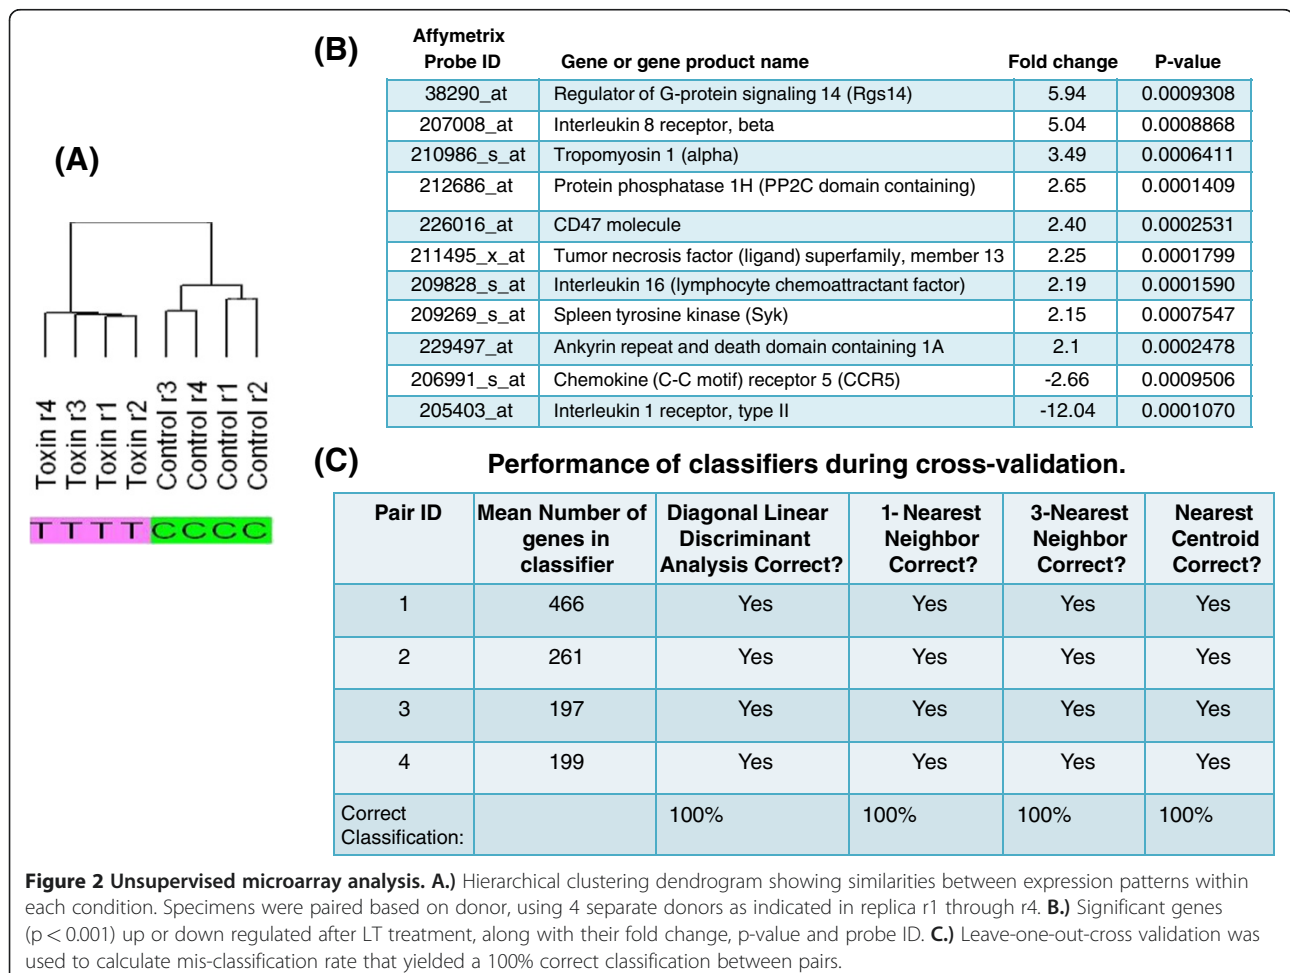 (A)
Toxin r4
Toxin r3
Toxin r1
Toxin r2
Control r3
Control r4
Control r1
Control r2
T T T T C C C C
(B)
Affymetrix
Probe ID Gene or gene product name Fold change P-value
38290_at Regulator of G-protein signaling 14 (Rgs14) 5.94 0.0009308
207008_at Interleukin 8 receptor, beta 5.04 0.0008868
210986_s_at Tropomyosin 1 (alpha) 3.49 0.0006411
212686_at Protein phosphatase 1H (PP2C domain containing) 2.65 0.0001409
226016_at CD47 molecule 2.40 0.0002531
211495_x_at Tumor necrosis factor (ligand) superfamily, member 13 2.25 0.0001799
209828_s_at Interleukin 16 (lymphocyte chemoattractant factor) 2.19 0.0001590
209269_s_at Spleen tyrosine kinase (Syk) 2.15 0.0007547
229497_at Ankyrin repeat and death domain containing 1A 2.1 0.0002478
206991_s_at Chemokine (C-C motif) receptor 5 (CCR5) -2.66 0.0009506
205403_at Interleukin 1 receptor, type II -12.04 0.0001070
(C) Performance of classifiers during cross-validation.
Pair ID Mean Number of Diagonal Linear 1- Nearest 3-Nearest Nearest
genes in Discriminant Neighbor Neighbor Centroid
classifier Analysis Correct? Correct? Correct? Correct?
1 466 Yes Yes Yes Yes
2 261 Yes Yes Yes Yes
3 197 Yes Yes Yes Yes
4 199 Yes Yes Yes Yes
Correct 100% 100% 100% 100%
Classification:
Figure 2 Unsupervised microarray analysis. A.) Hierarchical clustering dendrogram showing similarities between expression patterns within
each condition. Specimens were paired based on donor, using 4 separate donors as indicated in replica r1 through r4. B.) Significant genes
(p < 0.001) up or down regulated after LT treatment, along with their fold change, p-value and probe ID. C.) Leave-one-out-cross validation was
used to calculate mis-classification rate that yielded a 100% correct classification between pairs.